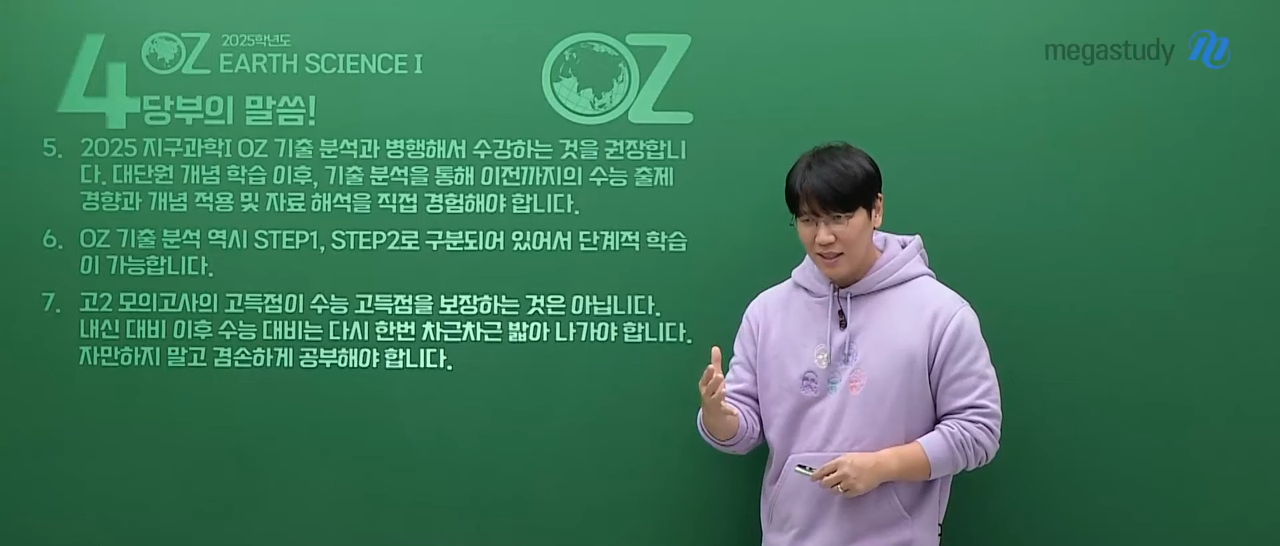 4
OZ 2025학년도
EARTH SCIENCE I
당부의 말씀!
OZ
megastudy
5. 2025 지구과학I OZ 기출 분석과 병행해서 수강하는 것을 권장합니
다. 대단원 개념 학습 이후, 기출 분석을 통해 이전까지의 수능 출제
경향과 개념 적용 및 자료 해석을 직접 경험해야 합니다.
6. OZ 기출 분석 역시 STEP1, STEP2로 구분되어 있어서 단계적 학습
이 가능합니다.
7. 고2 모의고사의 고득점이 수능 고득점을 보장하는 것은 아닙니다.
내신 대비 이후 수능 대비는 다시 한번 차근차근 밟아 나가야 합니다.
자만하지 말고 겸손하게 공부해야 합니다.